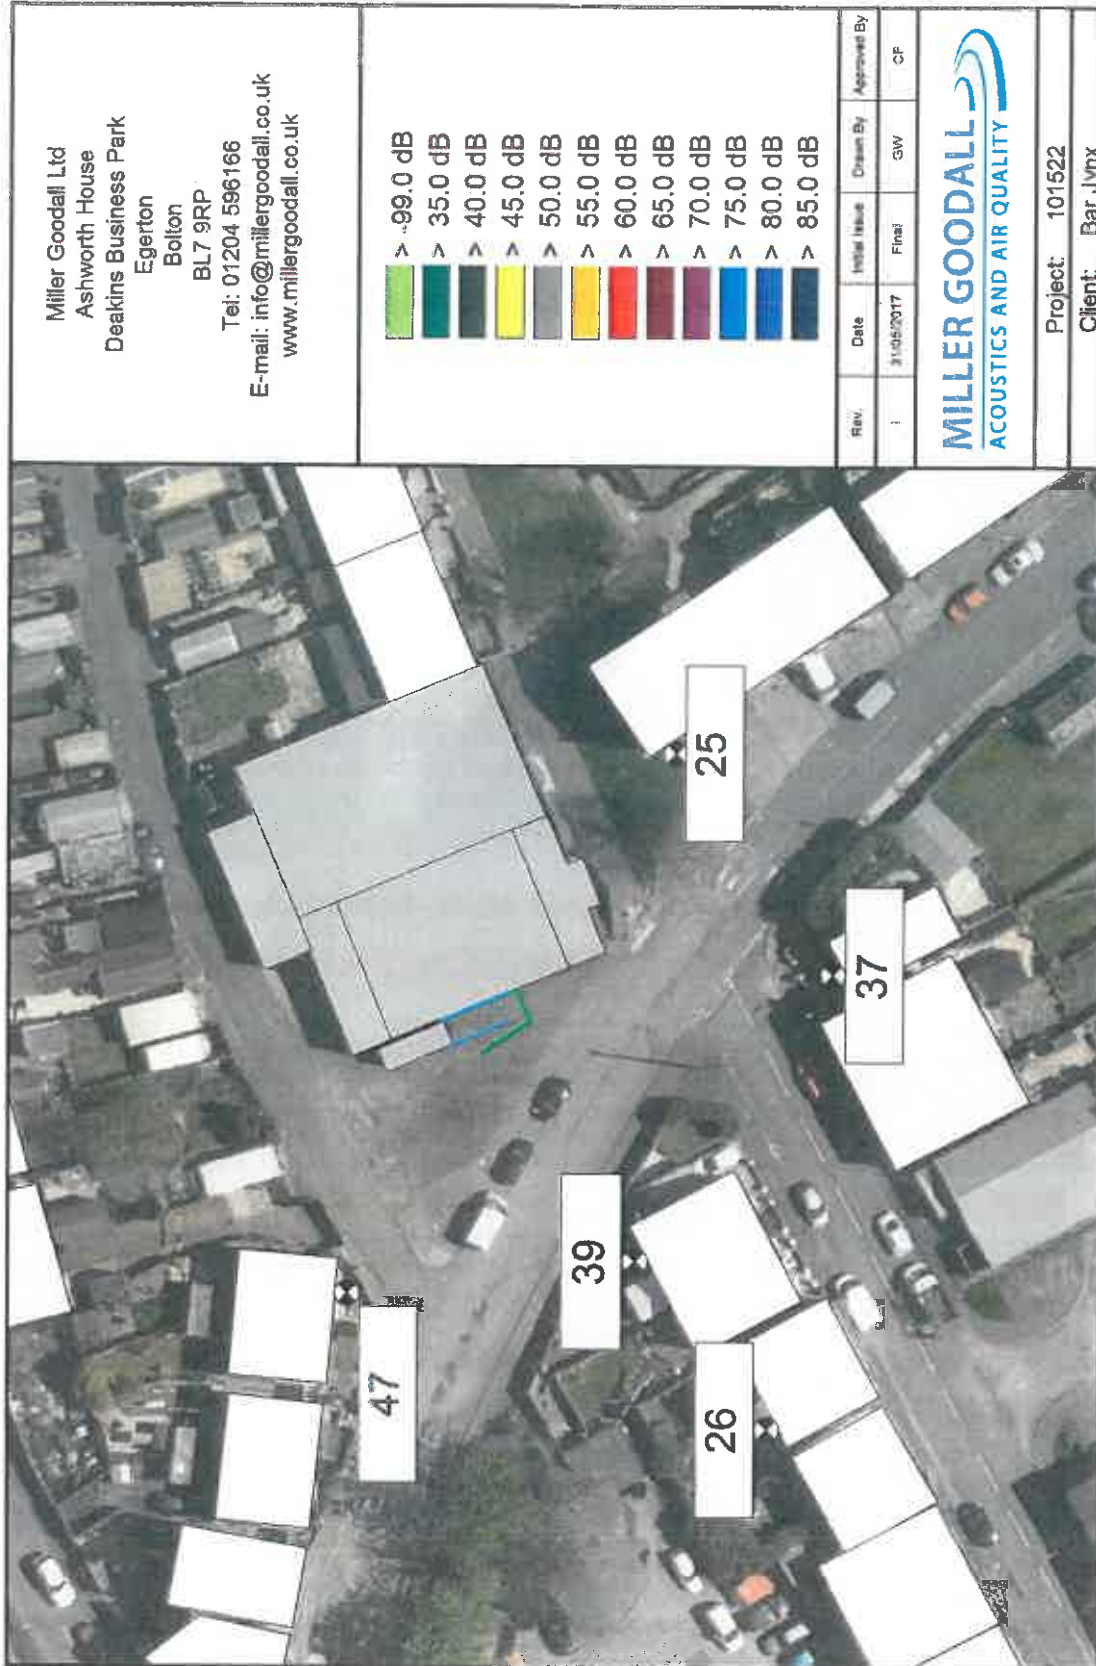 Miller Goodall Ltd
Ashworth House
Deakins Business Park
Egerton
Bolton
BL7 9RP
Tel: 01204 596166
E-mail: info@millergoodall.co.uk
www.millergoodall.co.uk
> -99.0 dB
> 35.0 dB
> 40.0 dB
> 45.0 dB
> 50.0 dB
> 55.0 dB
> 60.0 dB
> 65.0 dB
> 70.0 dB
> 75.0 dB
> 80.0 dB
> 85.0 dB
Rev. Date Initial Issue Drawn By Approved By
1 31/05/2017 Final GW CF
MILLER GOODALL
ACOUSTICS AND AIR QUALITY
Project: 101522
Client: Bar Jynx
47
39
26
25
37